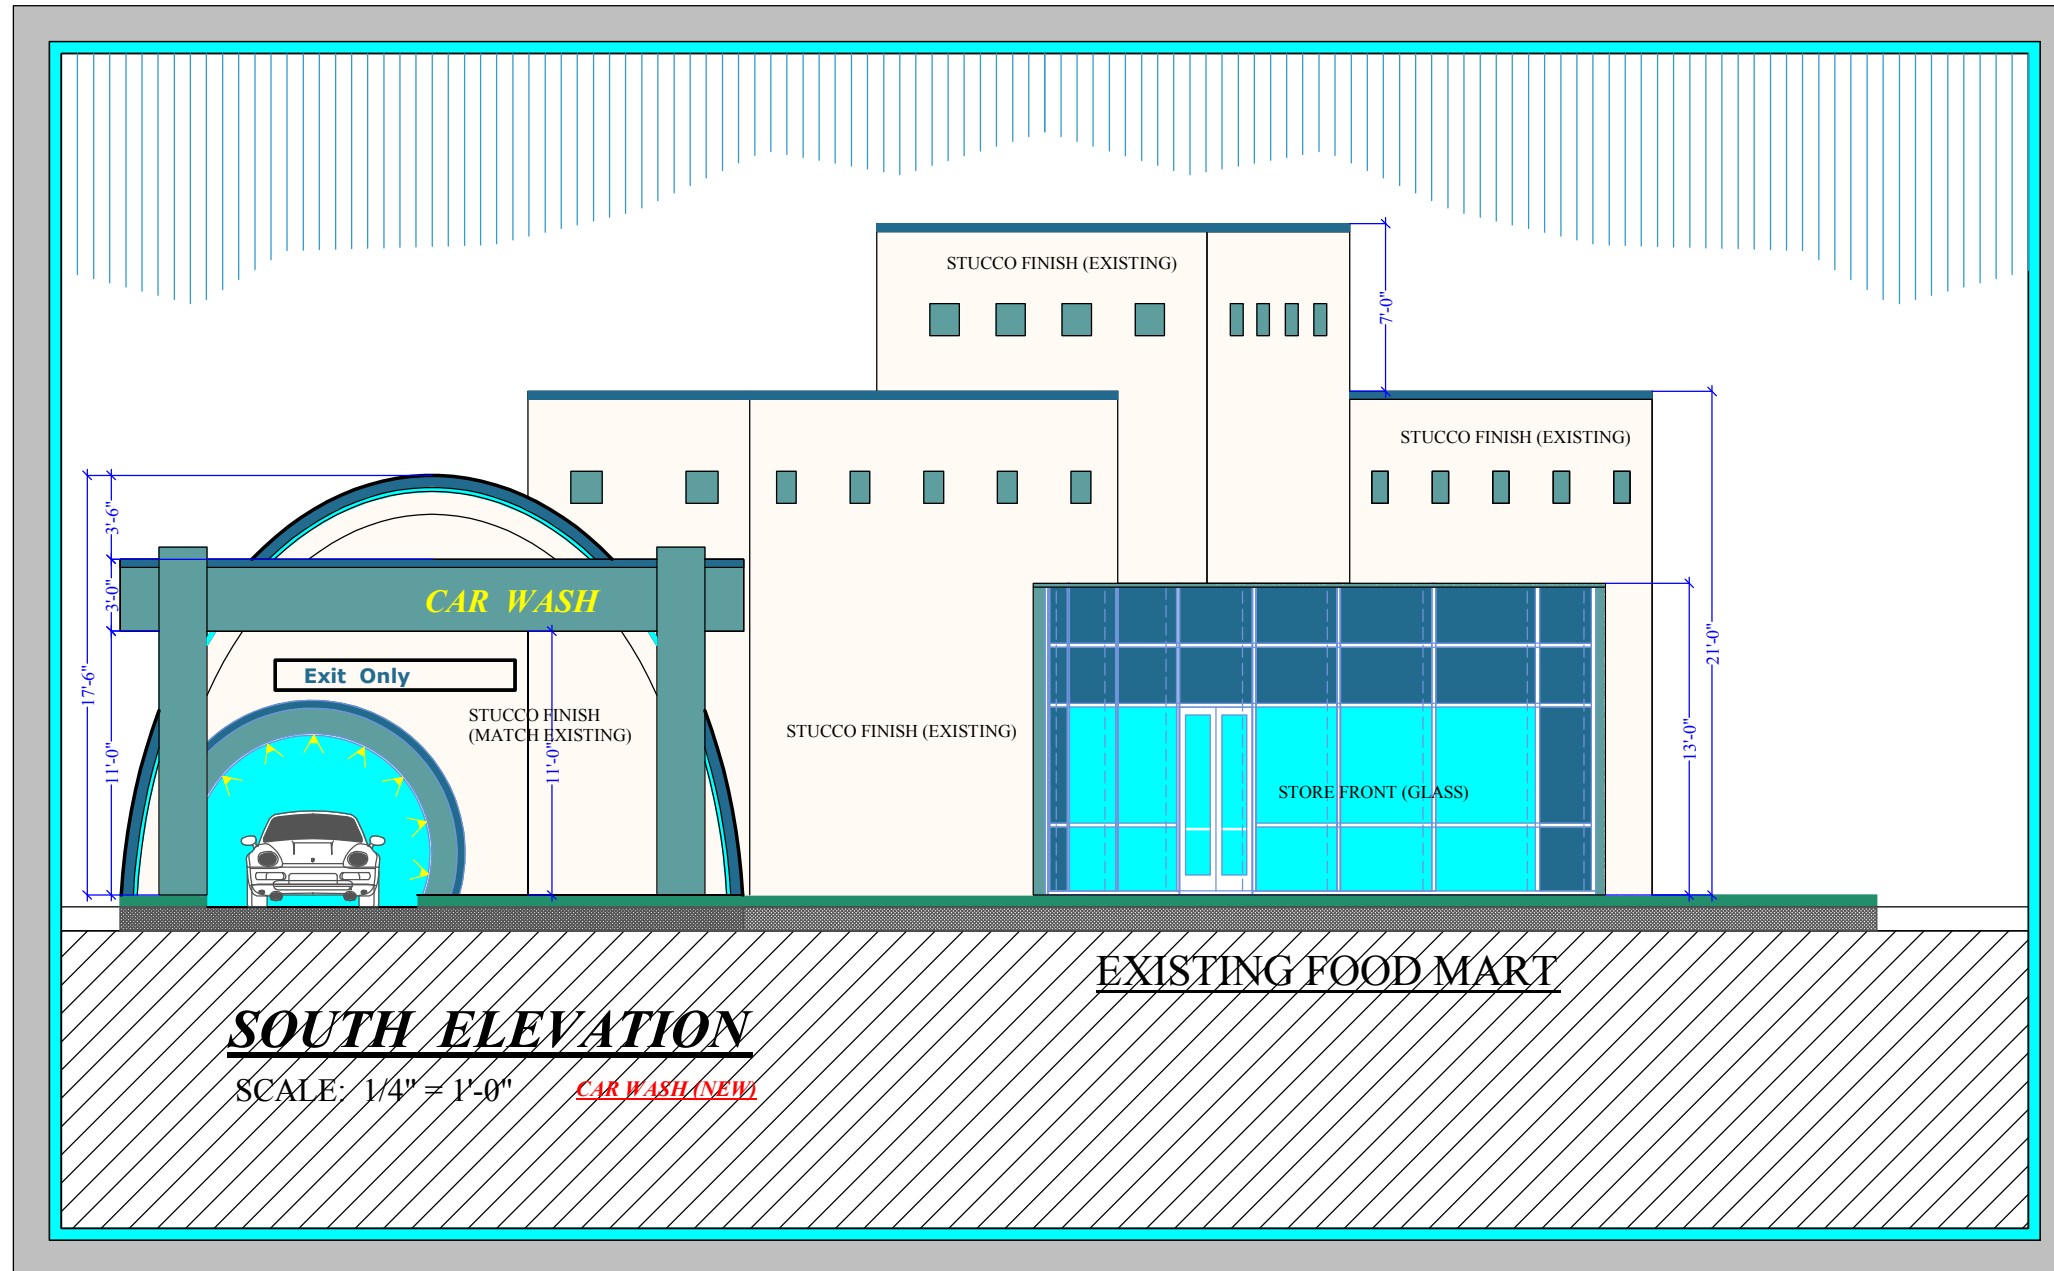 STUCCO FINISH (EXISTING)
7'-0"
STUCCO FINISH (EXISTING)
3'-6"
3'-0"
CAR WASH
17'-6"
11'-0"
Exit Only
STUCCO FINISH
(MATCH EXISTING)
11'-0"
STUCCO FINISH (EXISTING)
STORE FRONT (GLASS)
13'-0"
21'-0"
EXISTING FOOD MART
SOUTH ELEVATION
SCALE: 1/4" = 1'-0"
CAR WASH (NEW)